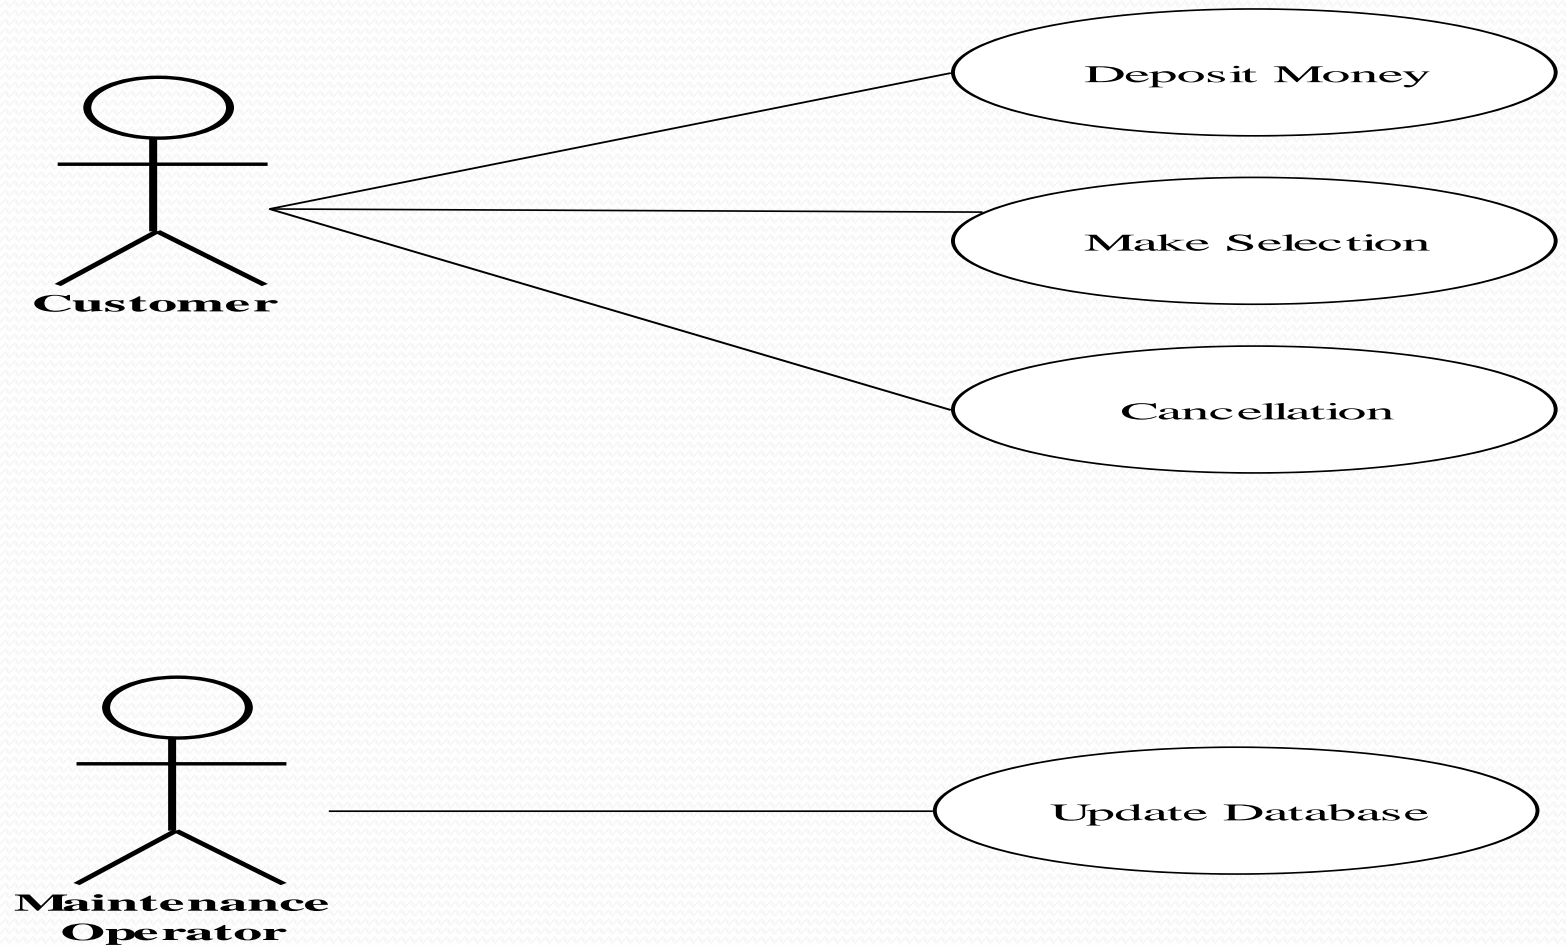 Deposit Money
Make Selection
Customer
Cancellation
Update Database
Maintenance
Operator